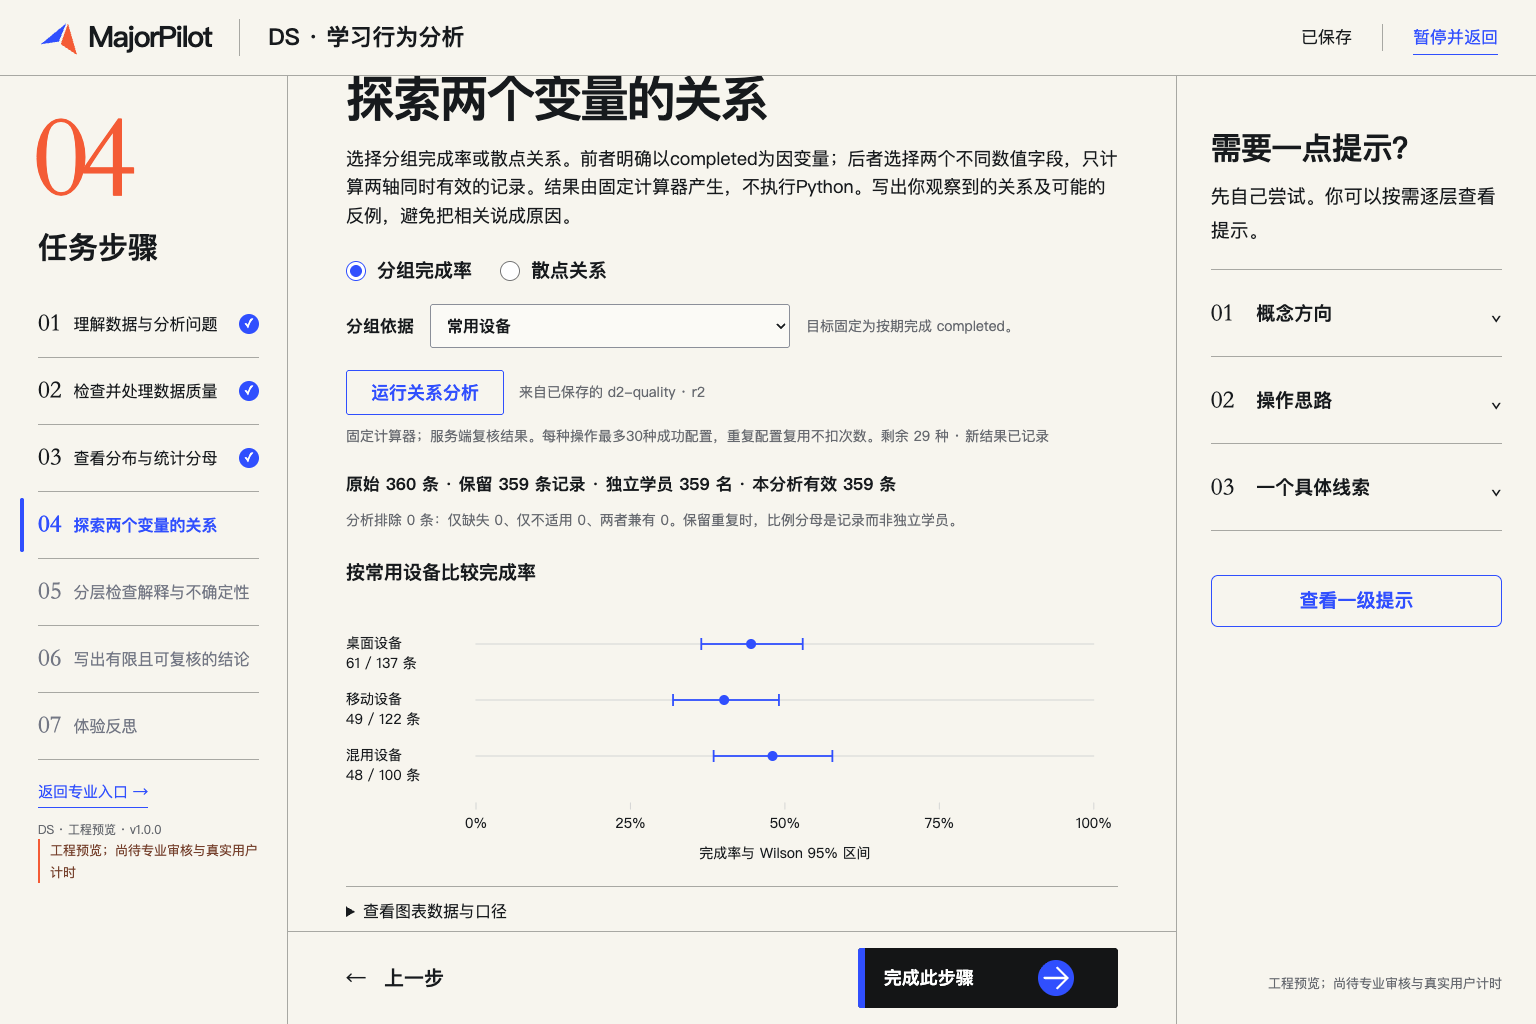 MajorPilot
DS · 学习行为分析
已保存
暂停并返回
04
任务步骤
01 理解数据与分析问题
02 检查并处理数据质量
03 查看分布与统计分母
04 探索两个变量的关系
05 分层检查解释与不确定性
06 写出有限且可复核的结论
07 体验反思
返回专业入口 →
DS · 工程预览 · v1.0.0
工程预览；尚待专业审核与真实用户
计时
探索两个变量的关系
选择分组完成率或散点关系。前者明确以completed为因变量；后者选择两个不同数值字段，只计
算两轴同时有效的记录。结果由固定计算器产生，不执行Python。写出你观察到的关系及可能的
反例，避免把相关说成原因。
分组完成率 散点关系
分组依据 常用设备 目标固定为按期完成 completed。
运行关系分析 来自已保存的 d2-quality · r2
固定计算器；服务端复核结果。每种操作最多30种成功配置，重复配置复用不扣次数。剩余 29 种 · 新结果已记录
原始 360 条 · 保留 359 条记录 · 独立学员 359 名 · 本分析有效 359 条
分析排除 0 条：仅缺失 0、仅不适用 0、两者兼有 0。保留重复时，比例分母是记录而非独立学员。
按常用设备比较完成率
桌面设备
61 / 137 条
移动设备
49 / 122 条
混用设备
48 / 100 条
0% 25% 50% 75% 100%
完成率与 Wilson 95% 区间
▶ 查看图表数据与口径
← 上一步
完成此步骤 →
需要一点提示？
先自己尝试。你可以按需逐层查看
提示。
01 概念方向
02 操作思路
03 一个具体线索
查看一级提示
工程预览；尚待专业审核与真实用户计时